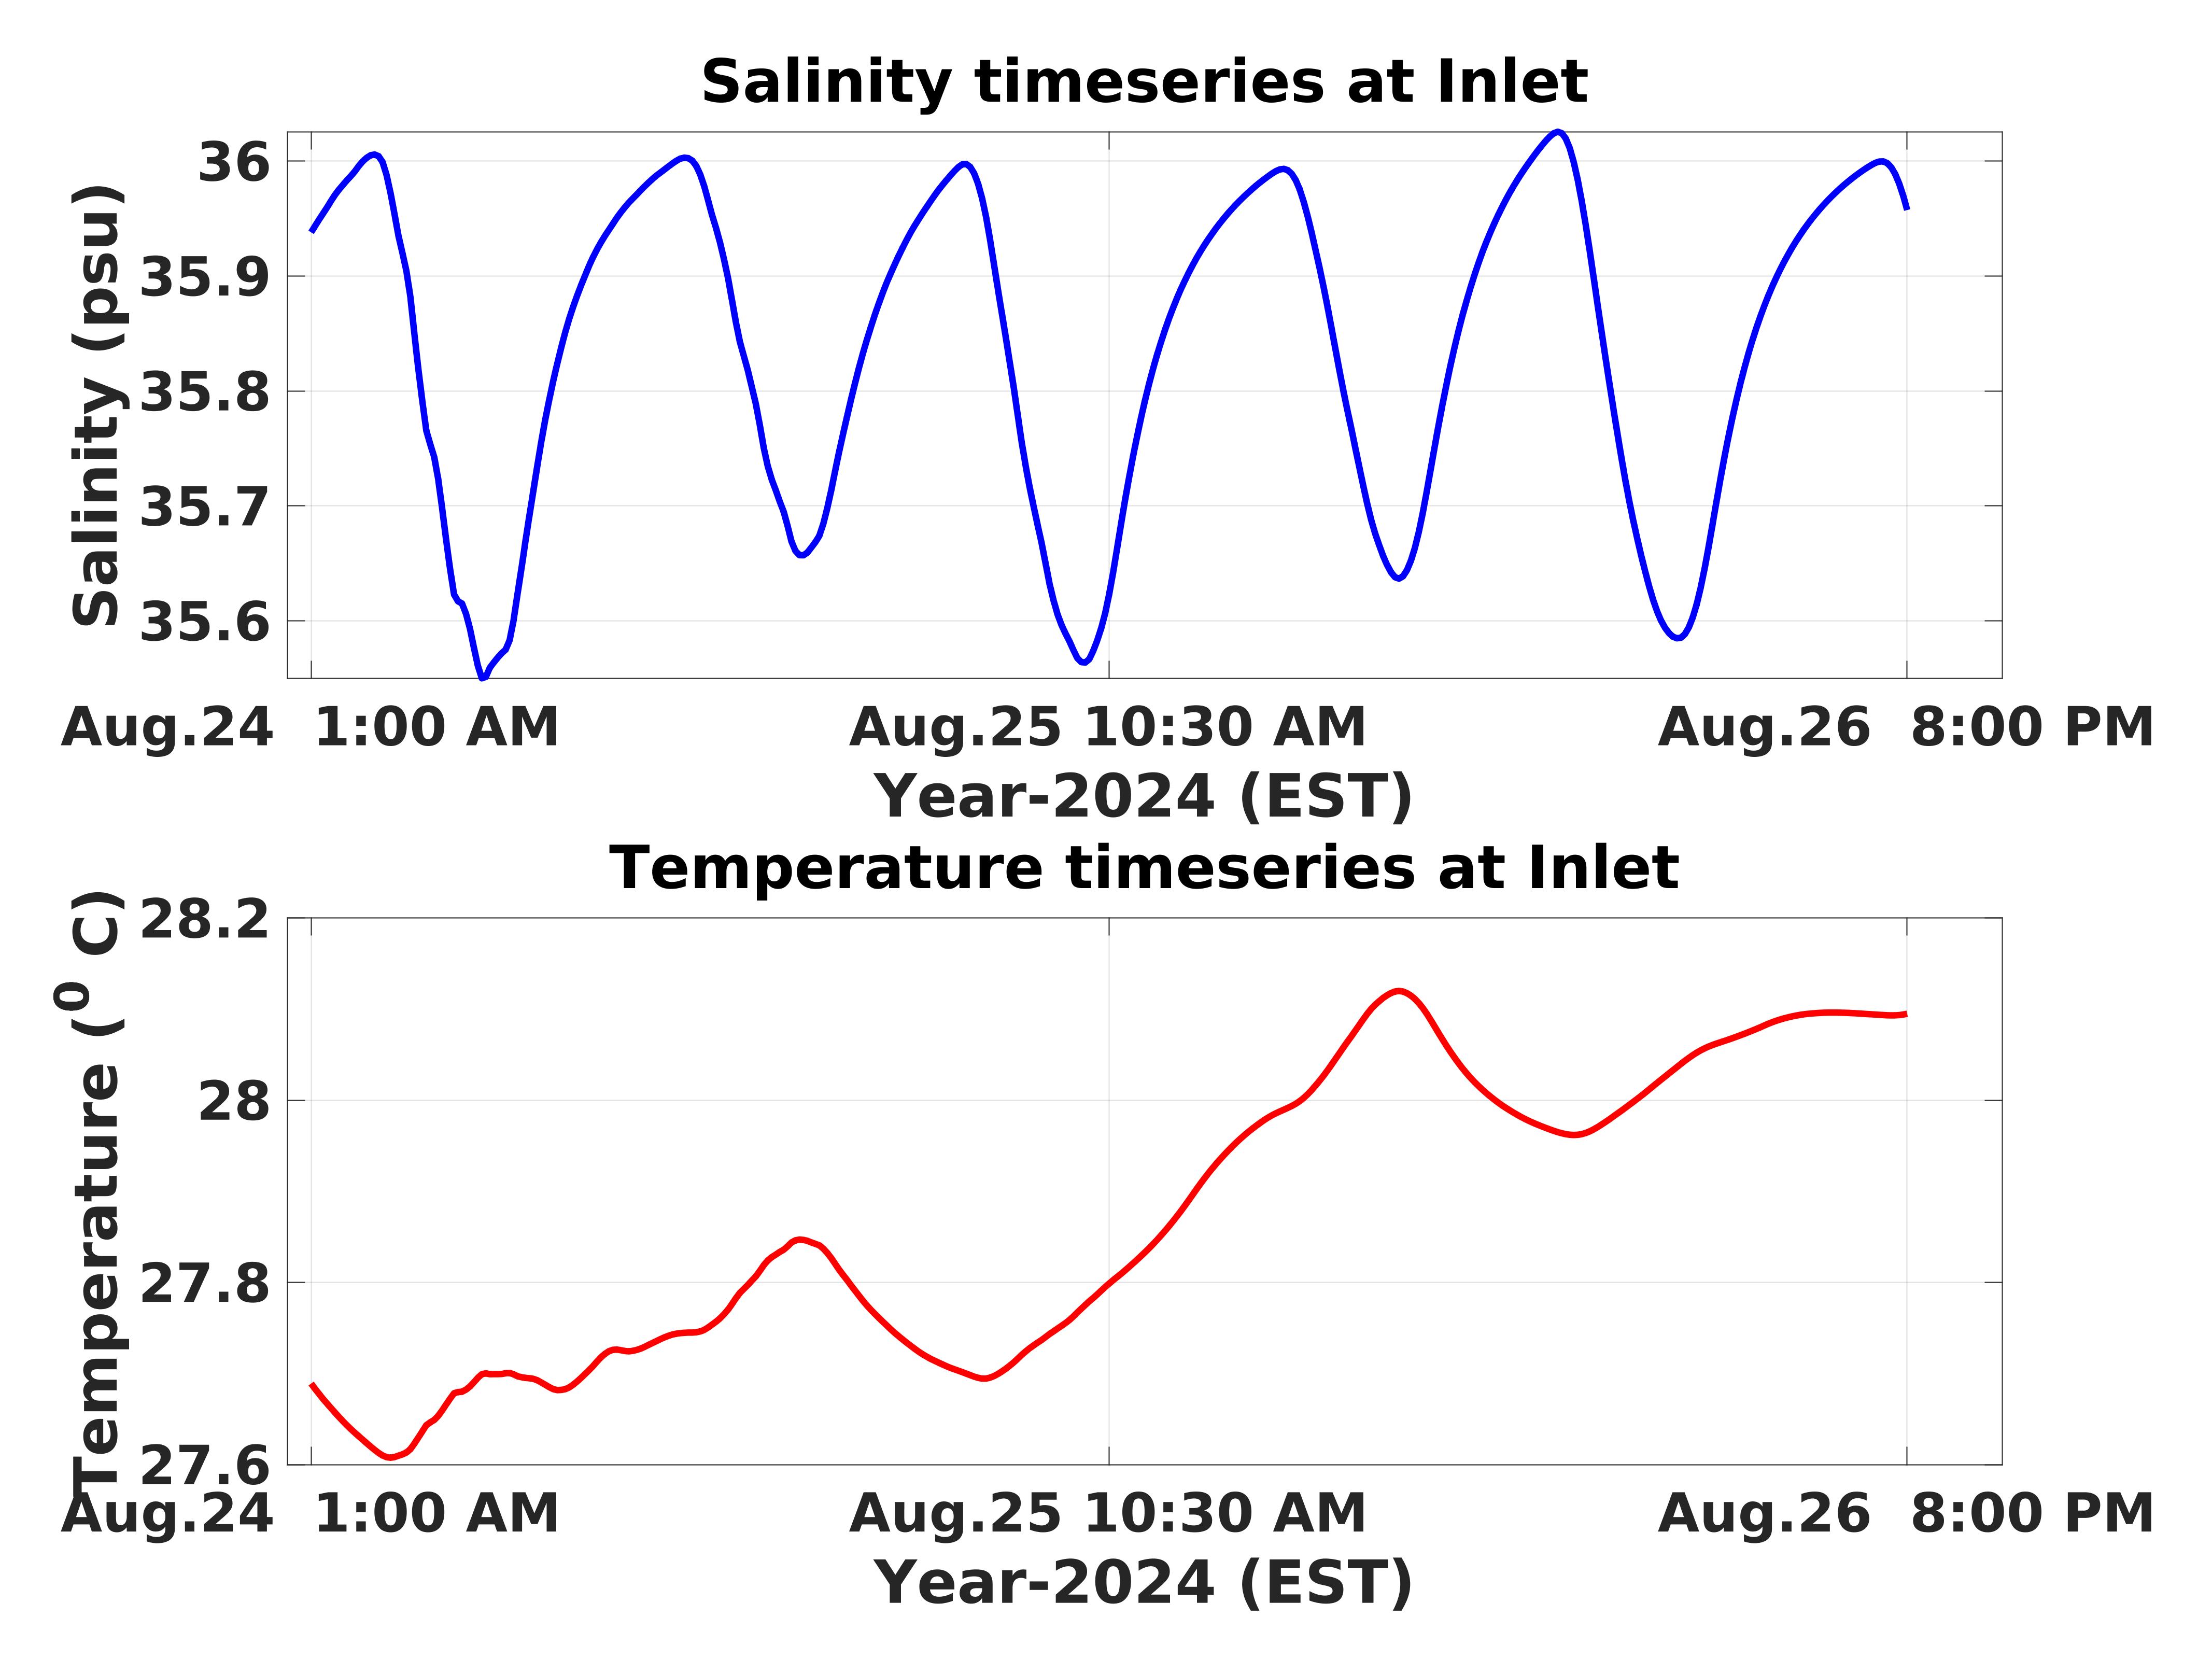 Salinity timeseries at Inlet
Salinity (psu)
36
35.9
35.8
35.7
35.6
Aug.24  1:00 AM
Aug.25 10:30 AM
Aug.26  8:00 PM
Year-2024 (EST)
Temperature timeseries at Inlet
Temperature (⁰ C)
28.2
28
27.8
27.6
Aug.24  1:00 AM
Aug.25 10:30 AM
Aug.26  8:00 PM
Year-2024 (EST)